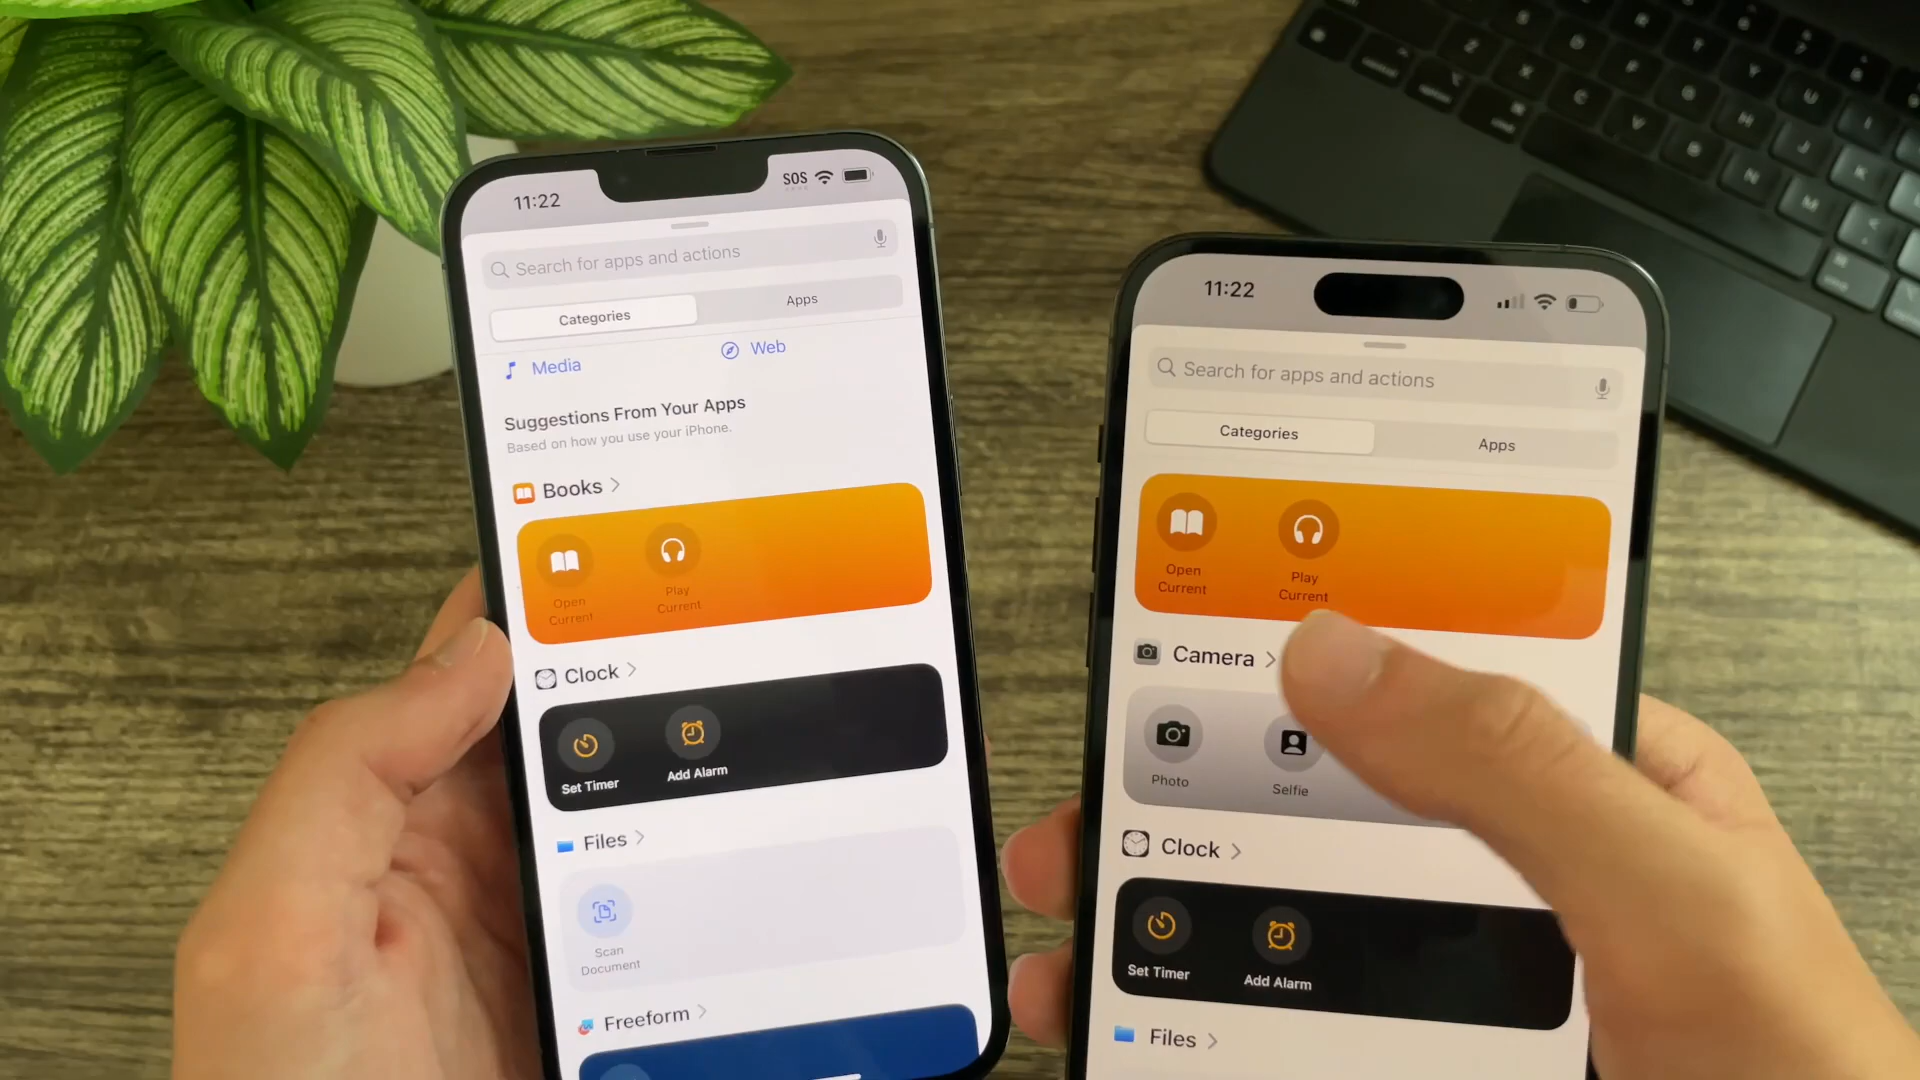 11:22
SOS
Search for apps and actions
Categories
Apps
Media
Web
Suggestions From Your Apps
Based on how you use your iPhone.
Books
Open
Current
Play
Current
Clock
Set Timer
Add Alarm
Files
Scan
Document
Freeform
11:22
Search for apps and actions
Categories
Apps
Open
Current
Play
Current
Camera
Photo
Selfie
Clock
Set Timer
Add Alarm
Files
control
option
cmd